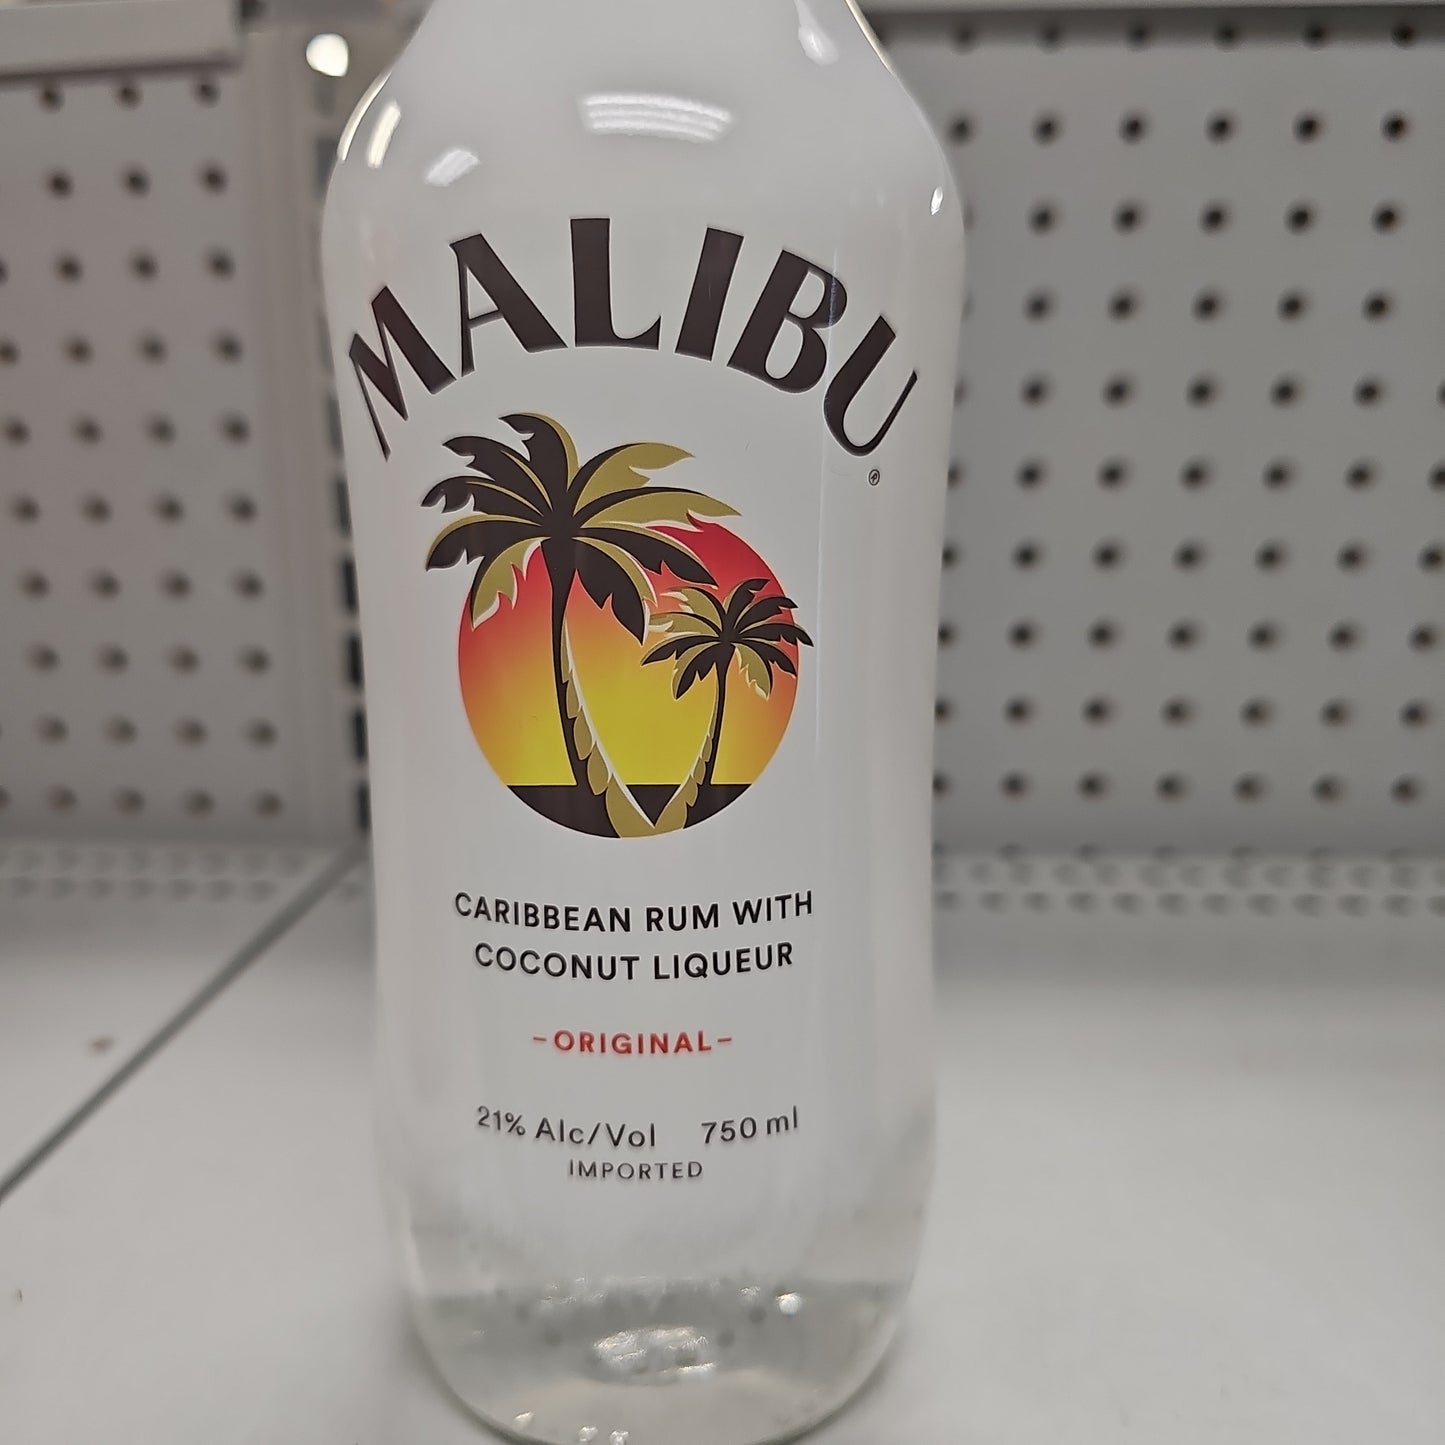 MALIBU
CARIBBEAN RUM WITH
COCONUT LIQUEUR
-ORIGINAL-
21% Alc/Vol 750 ml
IMPORTED